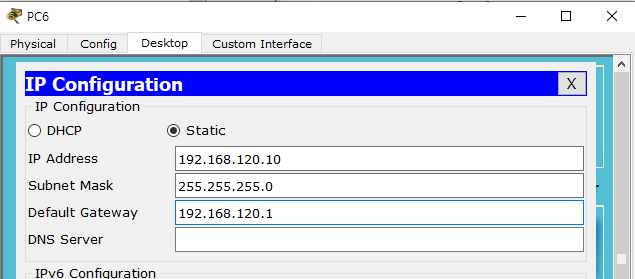 PC6
Physical Config Desktop Custom Interface
IP Configuration X
IP Configuration
DHCP Static
IP Address 192.168.120.10
Subnet Mask 255.255.255.0
Default Gateway 192.168.120.1
DNS Server
IPv6 Configuration